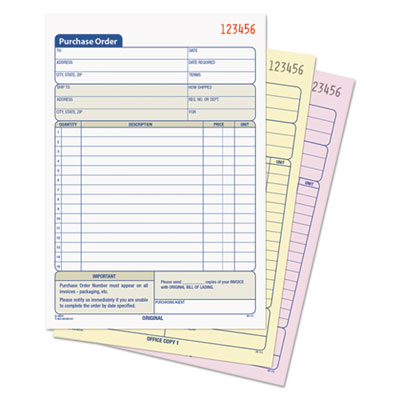 123456
Purchase Order
TO DATE
ADDRESS DATE REQUIRED
CITY, STATE, ZIP TERMS
SHIP TO HOW SHIPPED
ADDRESS REQ. NO. OR DEPT.
CITY, STATE, ZIP FOR
QUANTITY DESCRIPTION PRICE UNIT
1
2
3
4
5
6
7
8
9
10
11
12
13
14
15
IMPORTANT
Purchase Order Number must appear on all
invoices - packaging, etc.
Please notify us immediately if you are unable
to complete the order by date specified.
Please send copies of your INVOICE
with ORIGINAL BILL OF LADING.
PURCHASING AGENT
ORIGINAL
123456
UNIT
OFFICE COPY 1
123456